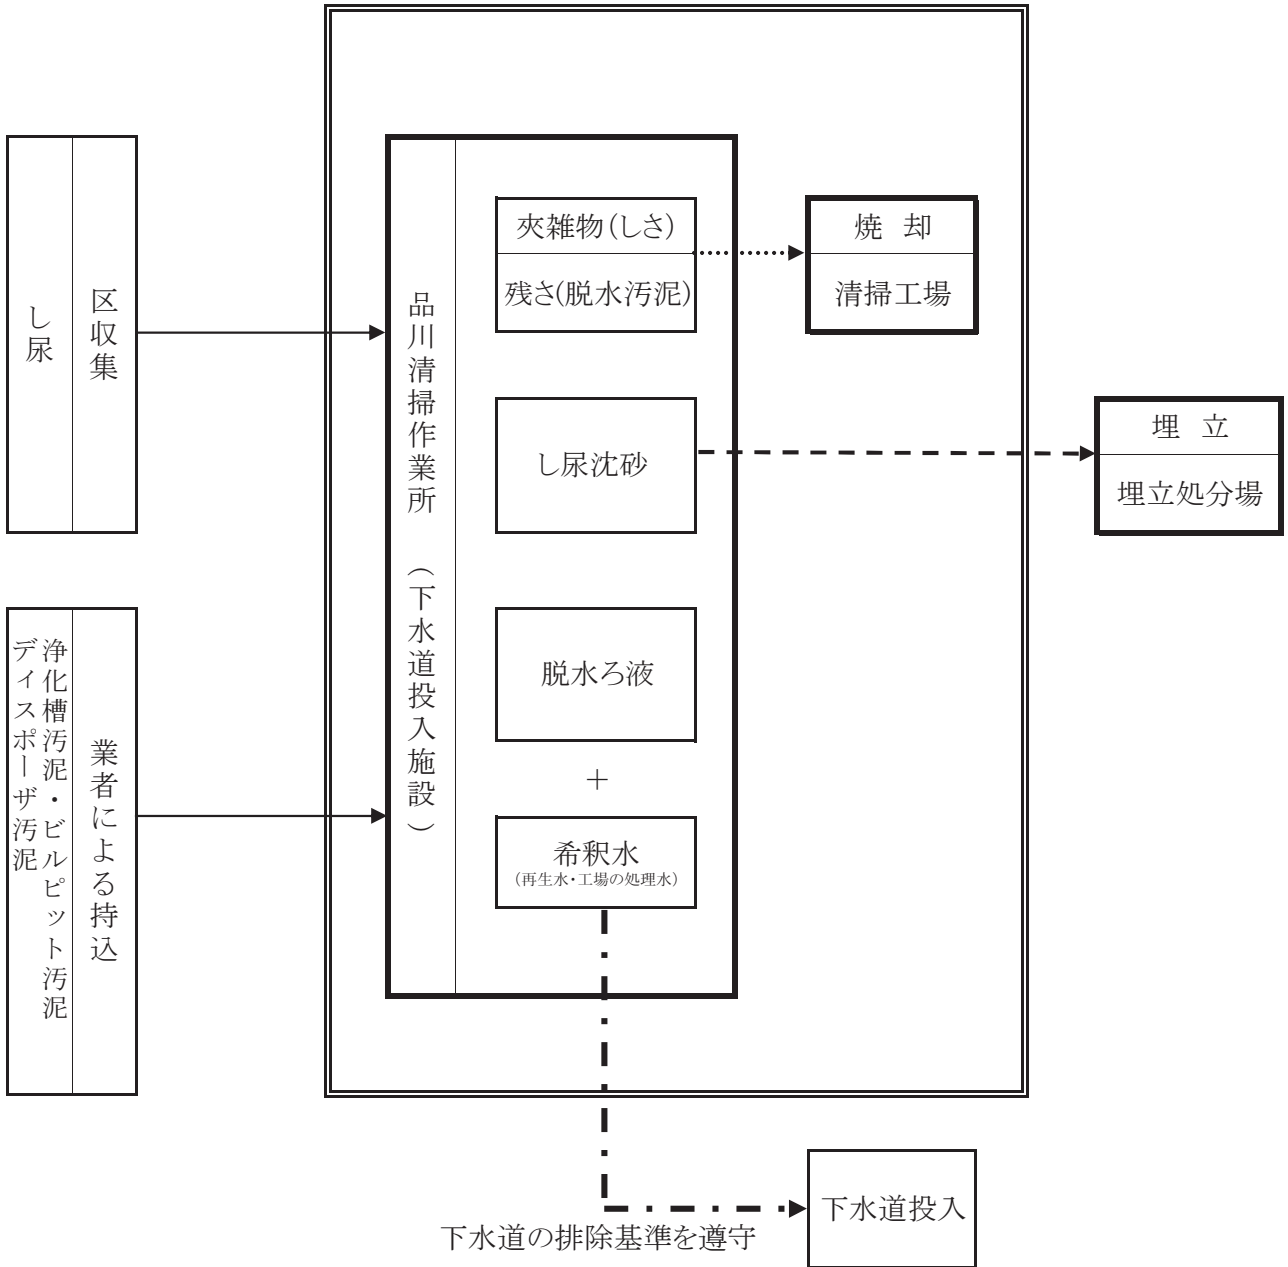 し尿
区収集
浄化槽汚泥・ビルピット汚泥
ディスポーザ汚泥
業者による持込
品川清掃作業所 （下水道投入施設）
夾雑物(しさ)
残さ(脱水汚泥)
し尿沈砂
脱水ろ液
＋
希釈水
（再生水・工場の処理水）
焼 却
清掃工場
埋 立
埋立処分場
下水道の排除基準を遵守
下水道投入